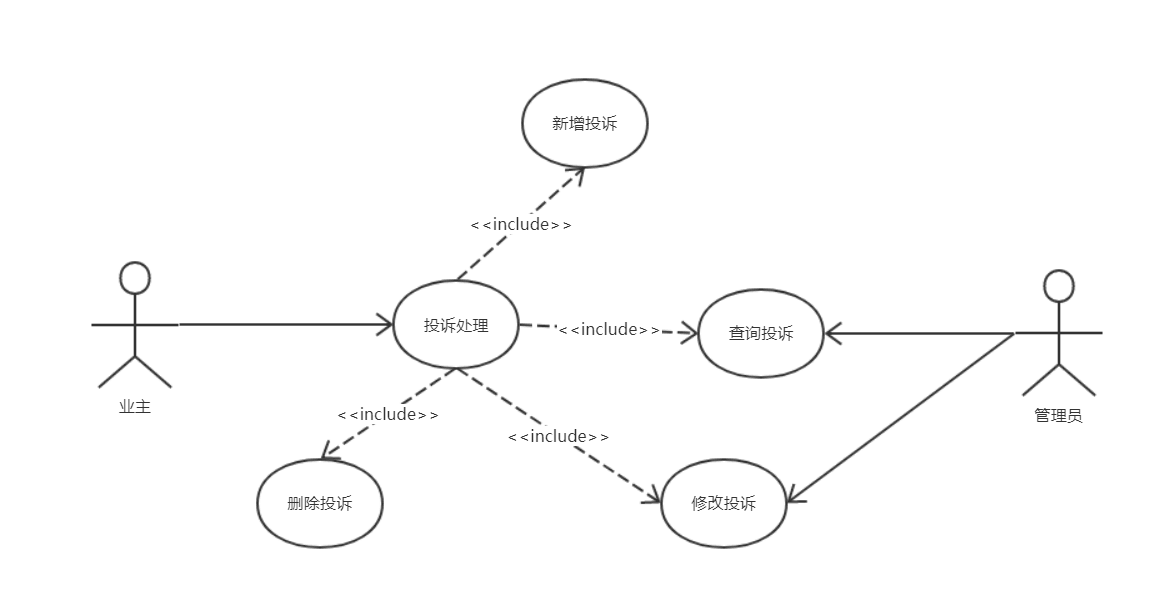 新增投诉
<<include>>
投诉处理
<<include>>
查询投诉
业主
<<include>>
管理员
<<include>>
删除投诉
修改投诉